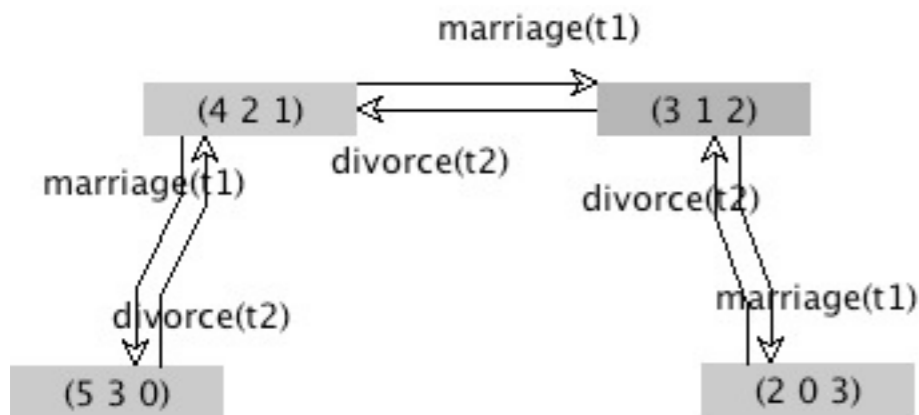 marriage(t1)
(4 2 1)
(3 1 2)
divorce(t2)
marriage(t1)
divorce(t2)
divorce(t2)
marriage(t1)
(5 3 0)
(2 0 3)